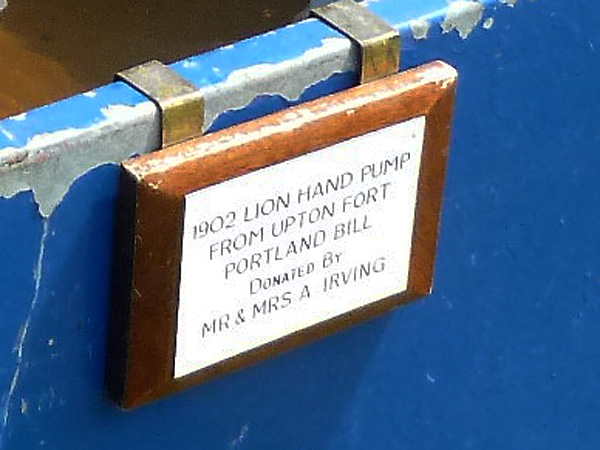 1902 LION HAND PUMP
FROM UPTON FORT
PORTLAND BILL
DONATED BY
MR & MRS A IRVING